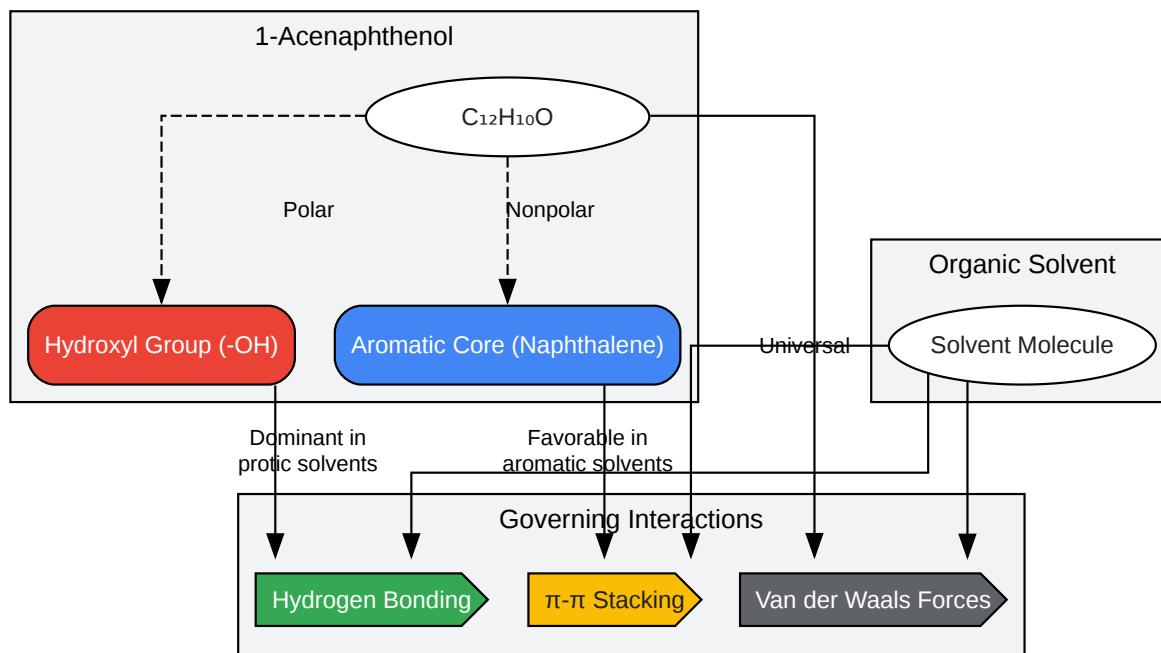 1-Acenaphthenol
C₁₂H₁₀O
Polar
Nonpolar
Organic Solvent
Hydroxyl Group (-OH)
Aromatic Core (Naphthalene)
Universal
Solvent Molecule
Dominant in
protic solvents
Favorable in
aromatic solvents
Governing Interactions
Hydrogen Bonding
π-π Stacking
Van der Waals Forces